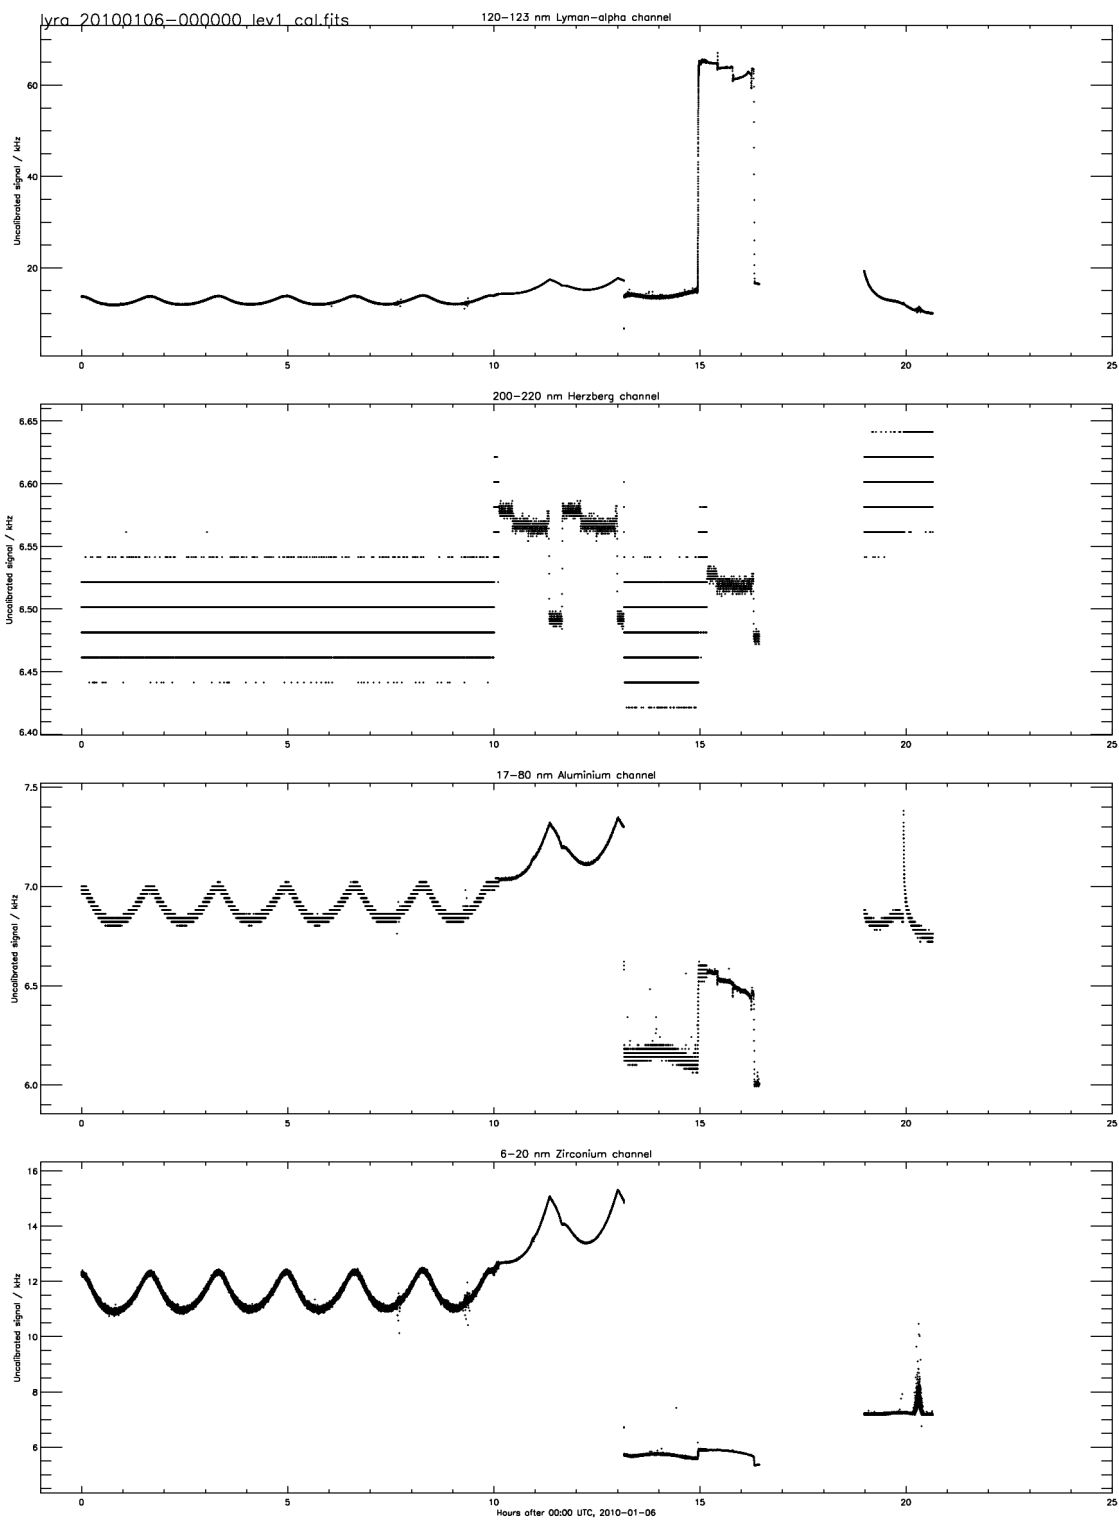 lyra_20100106-000000_lev1_cal.fits
120-123 nm Lyman-alpha channel
Uncalibrated signal / kHz
60
40
20
0 5 10 15 20 25
200-220 nm Herzberg channel
Uncalibrated signal / kHz
6.65
6.60
6.55
6.50
6.45
6.40
0 5 10 15 20 25
17-80 nm Aluminium channel
Uncalibrated signal / kHz
7.5
7.0
6.5
6.0
0 5 10 15 20 25
6-20 nm Zirconium channel
Uncalibrated signal / kHz
16
14
12
10
8
6
0 5 10 15 20 25
Hours after 00:00 UTC, 2010-01-06